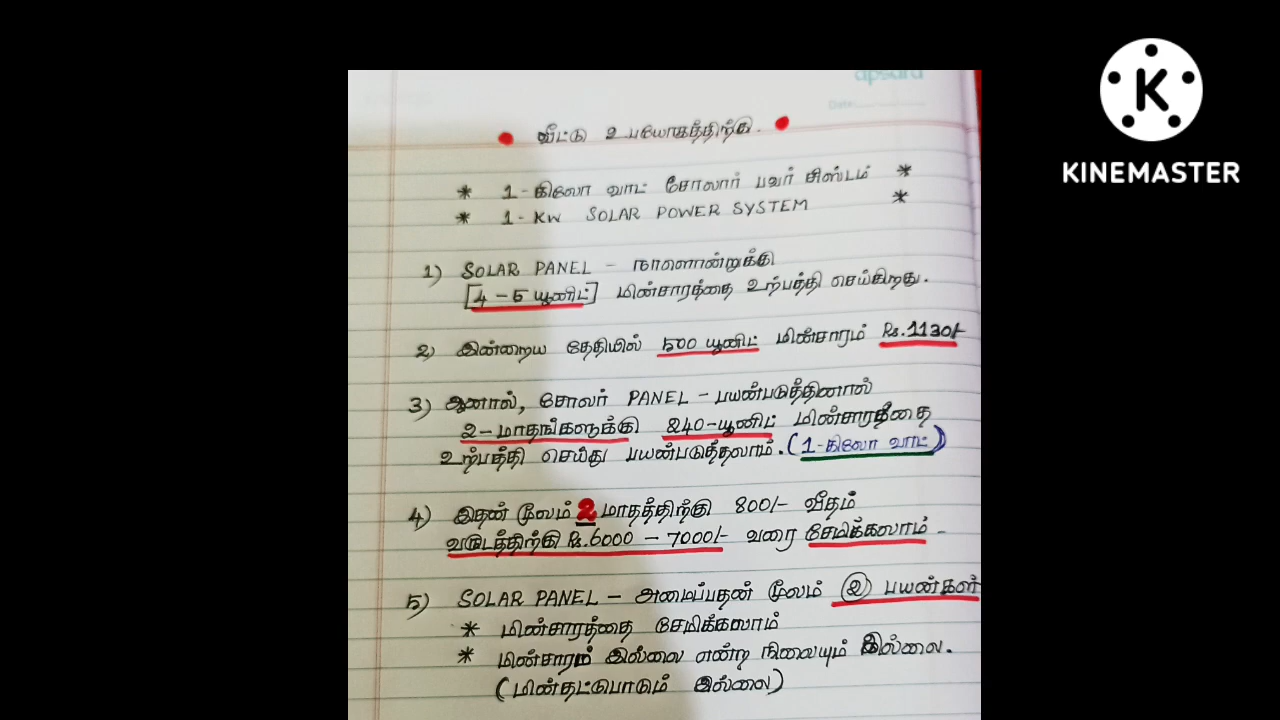 apsara
KINEMASTER
Date
வீட்டு உபயோகத்திற்கு.
* 1-கிலோ வாட் சோலார் பவர் சிஸ்டம் *
* 1-KW SOLAR POWER SYSTEM *
1) SOLAR PANEL - நாளொன்றுக்கு
[4-5 யூனிட்] மின்சாரத்தை உற்பத்தி செய்கிறது.
2) இன்றைய தேதியில் 500 யூனிட் மின்சாரம் Rs.1130/-
3) ஆனால், சோலர் PANEL - பயன்படுத்தினால்
2-மாதங்களுக்கு 240-யூனிட் மின்சாரத்தை
உற்பத்தி செய்து பயன்படுத்தலாம். (1-கிலோ வாட்)
4) இதன் மூலம் 2 மாதத்திற்கு 800/- வீதம்
வருடத்திற்கு Rs.6000 - 7000/- வரை சேமிக்கலாம் -
5) SOLAR PANEL - அமைப்பதன் மூலம் (2) பயன்கள்
* மின்சாரத்தை சேமிக்கலாம்
* மின்சாரம் இல்லை என்ற நிலையும் இல்லை.
(மின்தட்டுபாடும் இல்லை)